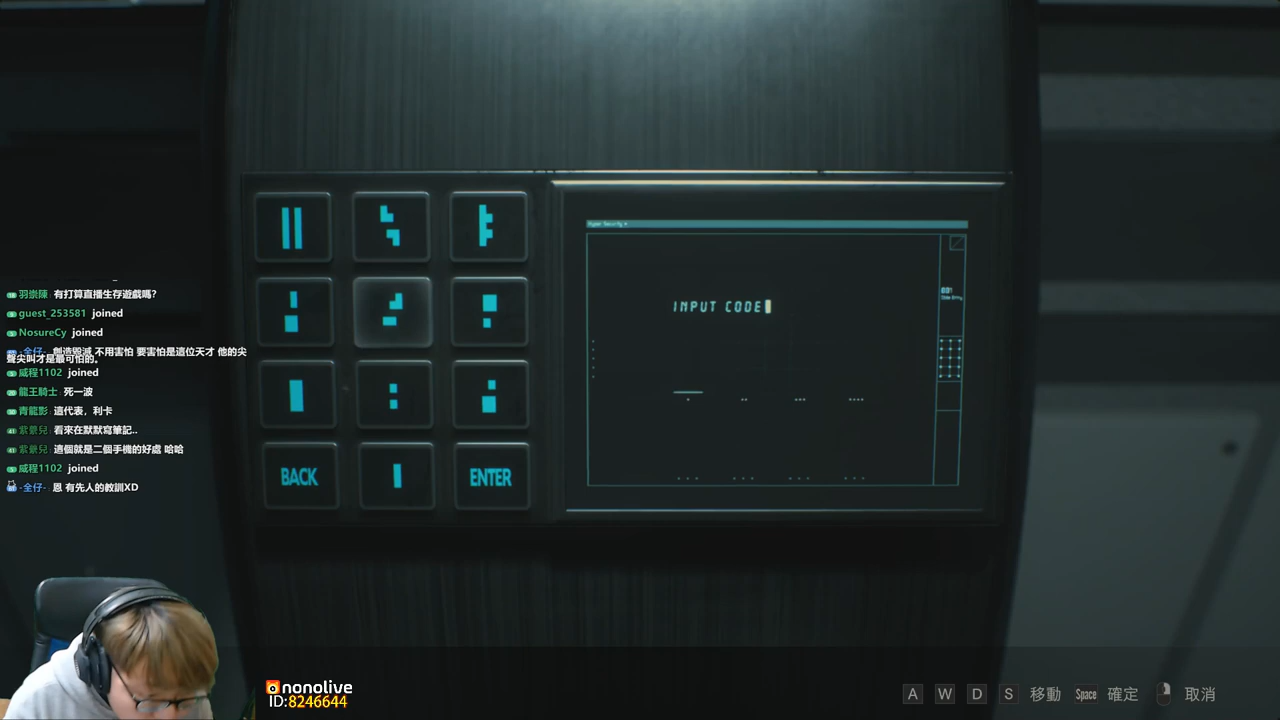 羽崇陳 有打算直播生存遊戲嗎?
guest_253581 joined
NosureCy joined
-全仔- 創造毀滅 不用害怕 要害怕是這位天才 他的尖
聲尖叫才是最可怕的。
威程1102 joined
龍王騎士 死一波
青龍影 這代表，利卡
紫景兒 看來在默默寫筆記..
紫景兒 這個就是二個手機的好處 哈哈
威程1102 joined
-全仔- 恩 有先人的教訓XD
BACK
ENTER
INPUT CODE
nonolive
ID:8246644
A W D S 移動 Space 確定 取消